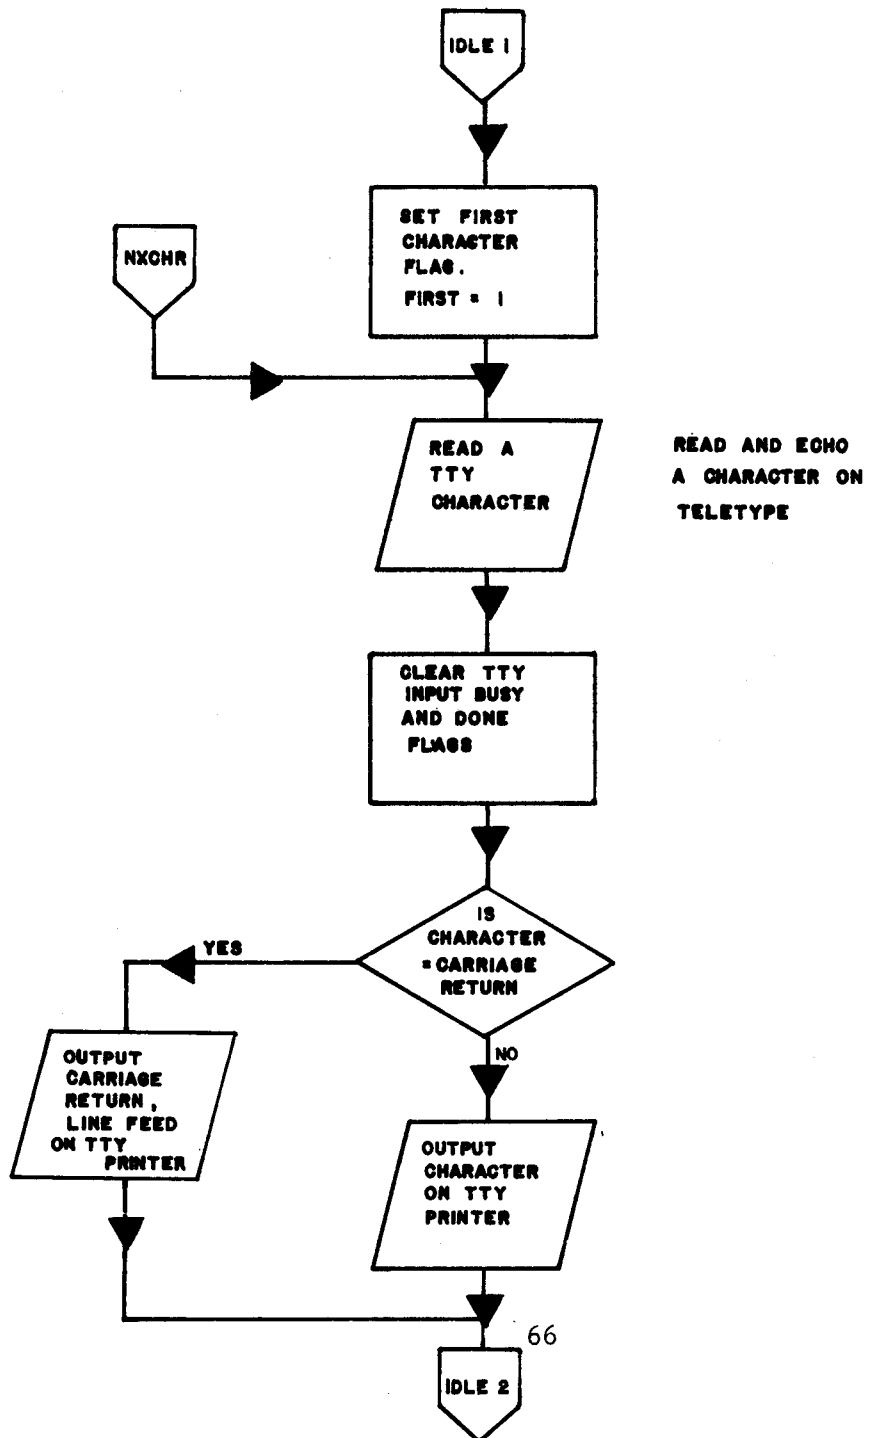 IDLE 1
SET FIRST
CHARACTER
FLAG.
FIRST = 1
NXCHR
READ A
TTY
CHARACTER
READ AND ECHO
A CHARACTER ON
TELETYPE
CLEAR TTY
INPUT BUSY
AND DONE
FLAGS
IS
CHARACTER
= CARRIAGE
RETURN
YES
NO
OUTPUT
CARRIAGE
RETURN,
LINE FEED
ON TTY
PRINTER
OUTPUT
CHARACTER
ON TTY
PRINTER
66
IDLE 2